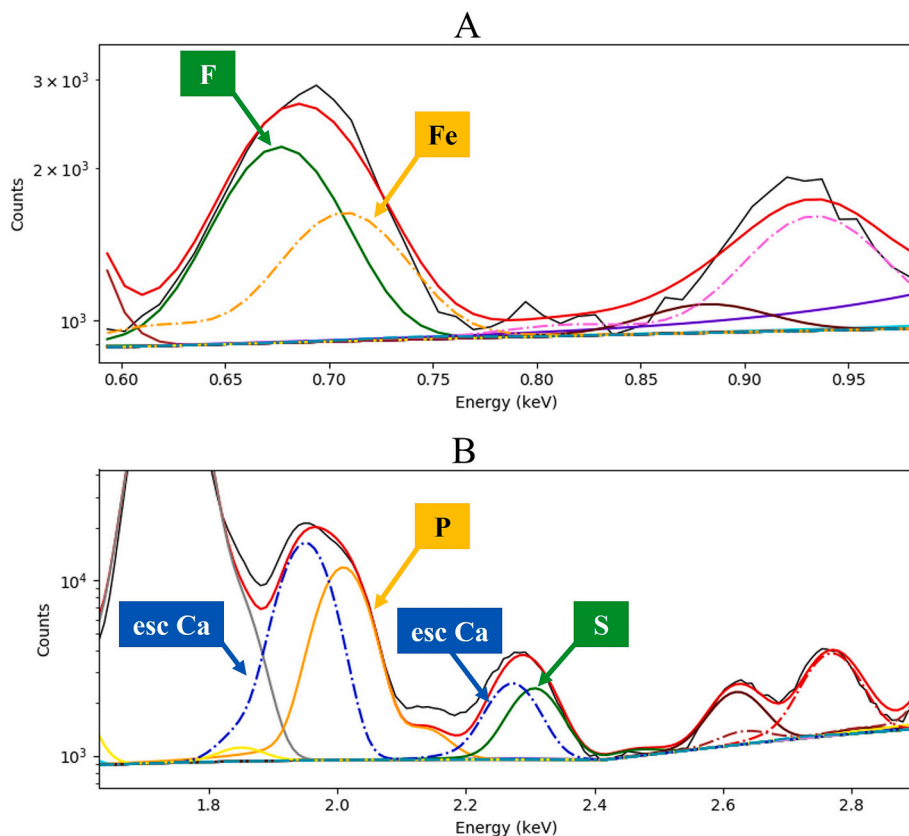 A
F
Fe
3 × 10³
2 × 10³
10³
Counts
0.60 0.65 0.70 0.75 0.80 0.85 0.90 0.95
Energy (keV)
B
P
esc Ca
esc Ca
S
10⁴
10³
Counts
1.8 2.0 2.2 2.4 2.6 2.8
Energy (keV)